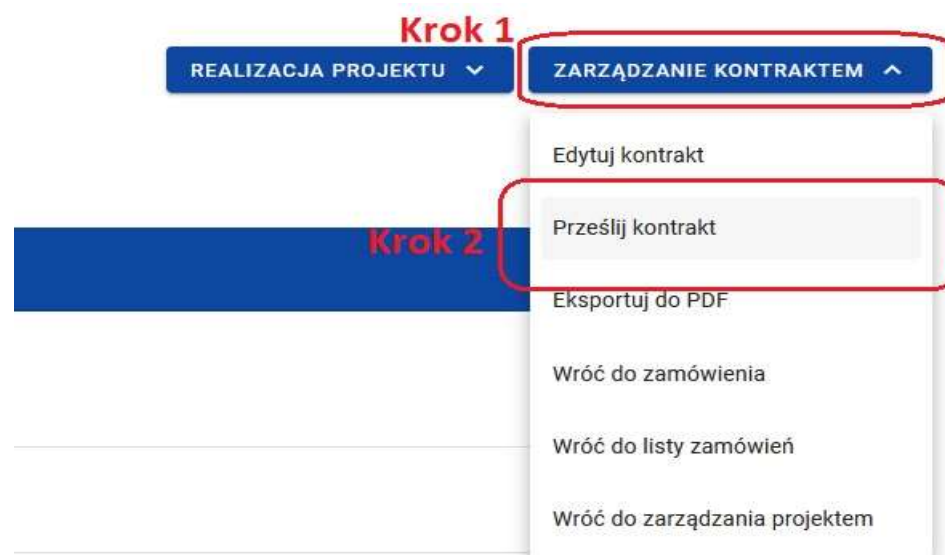 Krok 1
REALIZACJA PROJEKTU
ZARZĄDZANIE KONTRAKTEM
Edytuj kontrakt
Prześlij kontrakt
Krok 2
Eksportuj do PDF
Wróć do zamówienia
Wróć do listy zamówień
Wróć do zarządzania projektem